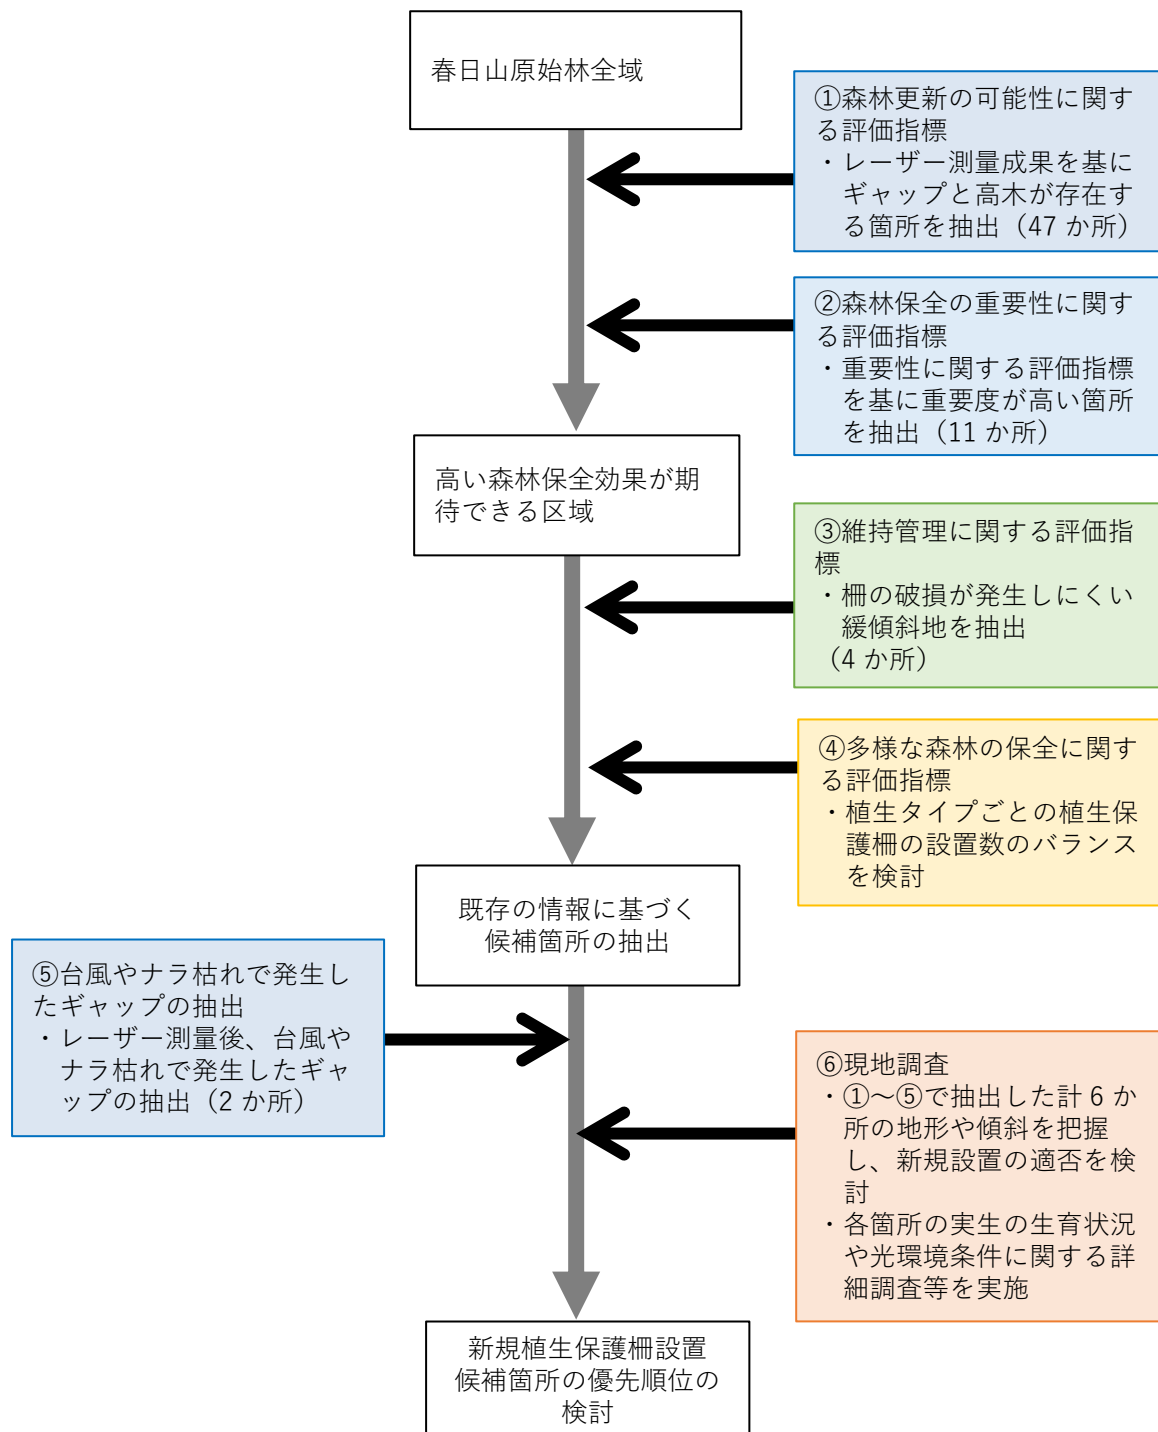 春日山原始林全域
①森林更新の可能性に関す
る評価指標
・レーザー測量成果を基に
ギャップと高木が存在す
る箇所を抽出（47 か所）
②森林保全の重要性に関す
る評価指標
・重要性に関する評価指標
を基に重要度が高い箇所
を抽出（11 か所）
高い森林保全効果が期
待できる区域
③維持管理に関する評価指
標
・柵の破損が発生しにくい
緩傾斜地を抽出
（4 か所）
④多様な森林の保全に関す
る評価指標
・植生タイプごとの植生保
護柵の設置数のバランス
を検討
既存の情報に基づく
候補箇所の抽出
⑤台風やナラ枯れで発生し
たギャップの抽出
・レーザー測量後、台風や
ナラ枯れで発生したギャ
ップの抽出（2 か所）
⑥現地調査
・①～⑤で抽出した計 6 か
所の地形や傾斜を把握
し、新規設置の適否を検
討
・各箇所の実生の生育状況
や光環境条件に関する詳
細調査等を実施
新規植生保護柵設置
候補箇所の優先順位の
検討